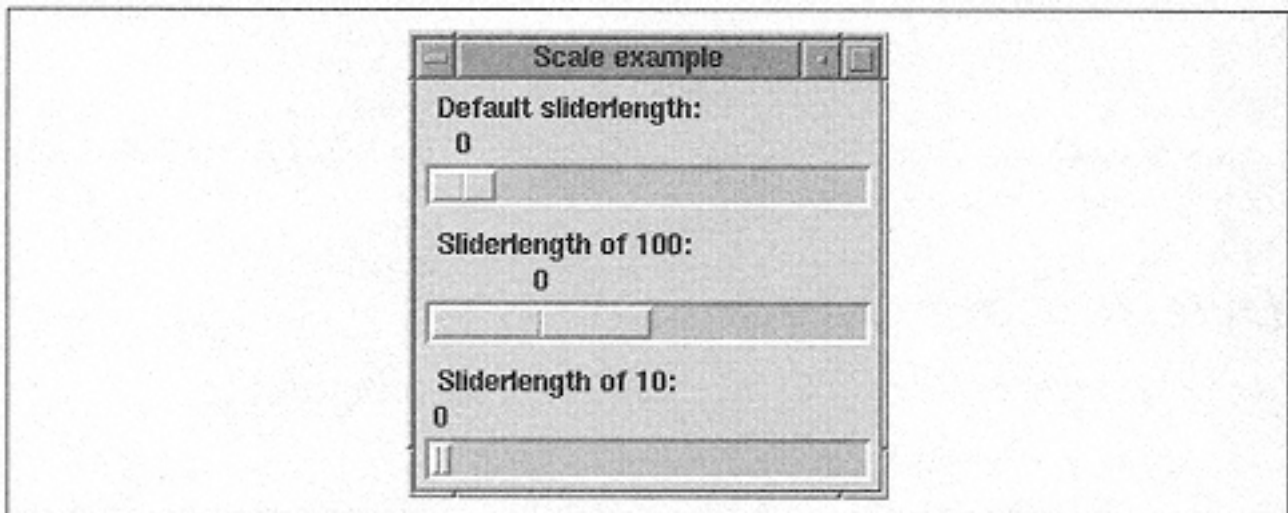 Scale example
Default sliderlength:
0
Sliderlength of 100:
0
Sliderlength of 10:
0